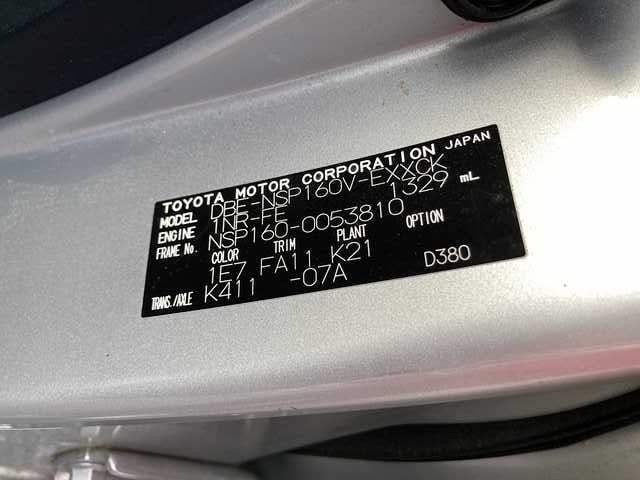 TOYOTA MOTOR CORPORATION JAPAN
MODEL DBE-NSP160V-EXXCK
ENGINE 1NR-FE 1329 mL
FRAME No. NSP160-0053810
COLOR TRIM PLANT OPTION
1E7 FA11 K21
TRANS./AXLE K411 -07A D380